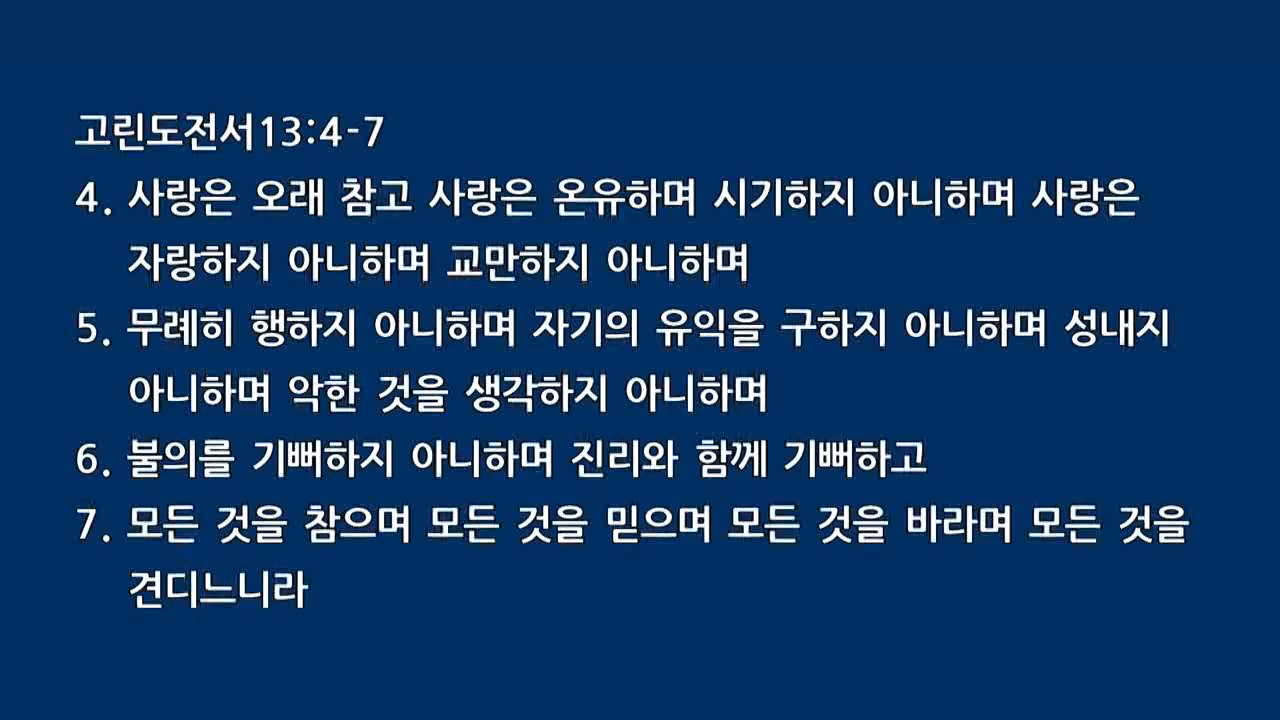 고린도전서13:4-7
4. 사랑은 오래 참고 사랑은 온유하며 시기하지 아니하며 사랑은
자랑하지 아니하며 교만하지 아니하며
5. 무례히 행하지 아니하며 자기의 유익을 구하지 아니하며 성내지
아니하며 악한 것을 생각하지 아니하며
6. 불의를 기뻐하지 아니하며 진리와 함께 기뻐하고
7. 모든 것을 참으며 모든 것을 믿으며 모든 것을 바라며 모든 것을
견디느니라